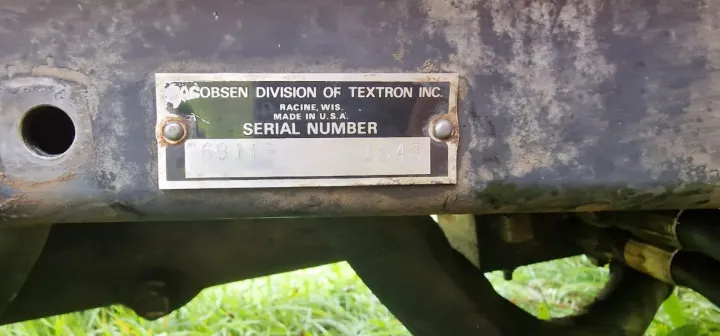 JACOBSEN DIVISION OF TEXTRON INC.
RACINE, WIS.
MADE IN U.S.A.
SERIAL NUMBER